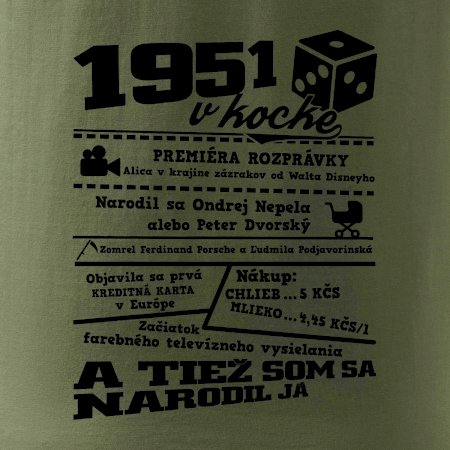 1951
v kocke
PREMIÉRA ROZPRÁVKY
Alica v krajine zázrakov od Walta Disneyho
Narodil sa Ondrej Nepela
alebo Peter Dvorský
Zomrel Ferdinand Porsche a Ľudmila Podjavorinská
Objavila sa prvá
KREDITNÁ KARTA
v Európe
Nákup:
CHLIEB...5 KČS
MLIEKO...4,45 KČS/l
Začiatok
farebného televízneho vysielania
A TIEŽ SOM SA
NARODIL JA